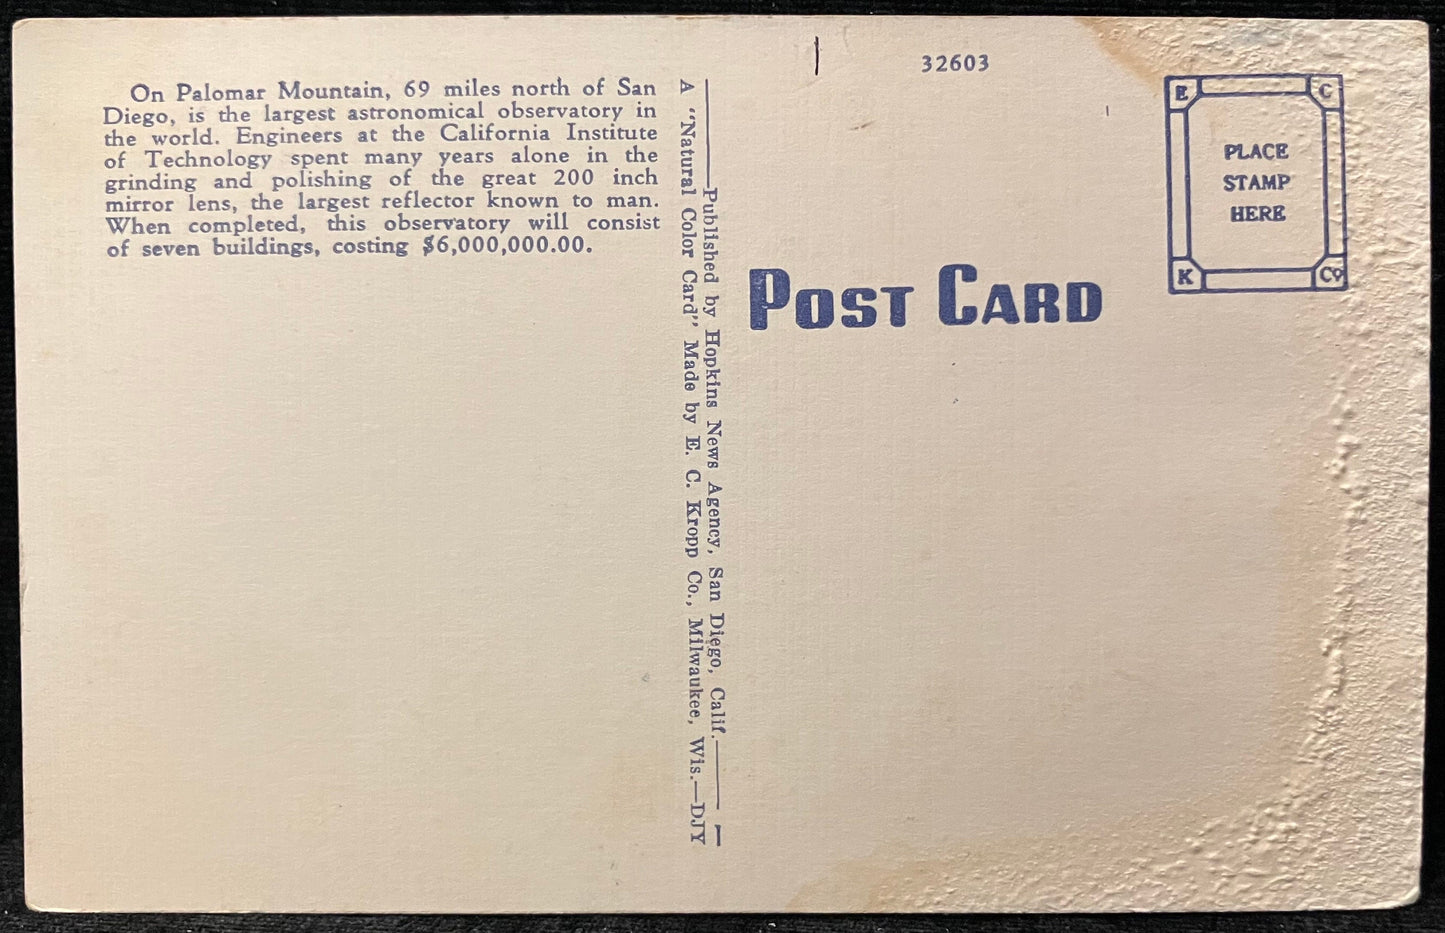 On Palomar Mountain, 69 miles north of San
Diego, is the largest astronomical observatory in
the world. Engineers at the California Institute
of Technology spent many years alone in the
grinding and polishing of the great 200 inch
mirror lens, the largest reflector known to man.
When completed, this observatory will consist
of seven buildings, costing $6,000,000.00.
Published by Hopkins News Agency, San Diego, Calif.
A "Natural Color Card" Made by E. C. Kropp Co., Milwaukee, Wis.—DJY
32603
POST CARD
E C
PLACE
STAMP
HERE
K Co